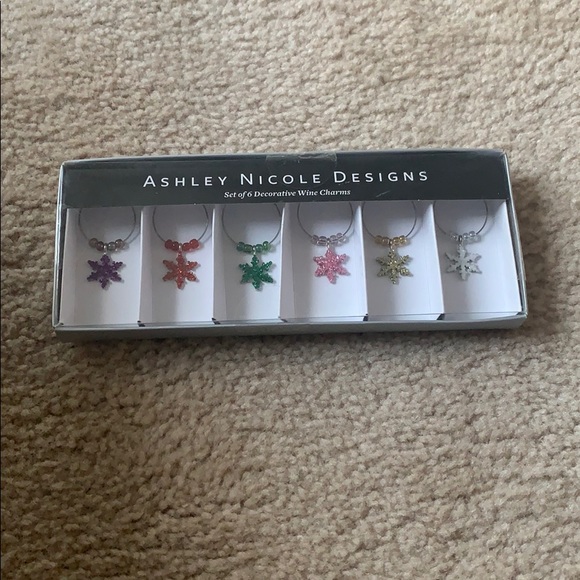 ASHLEY NICOLE DESIGNS
Set of 6 Decorative Wine Charms